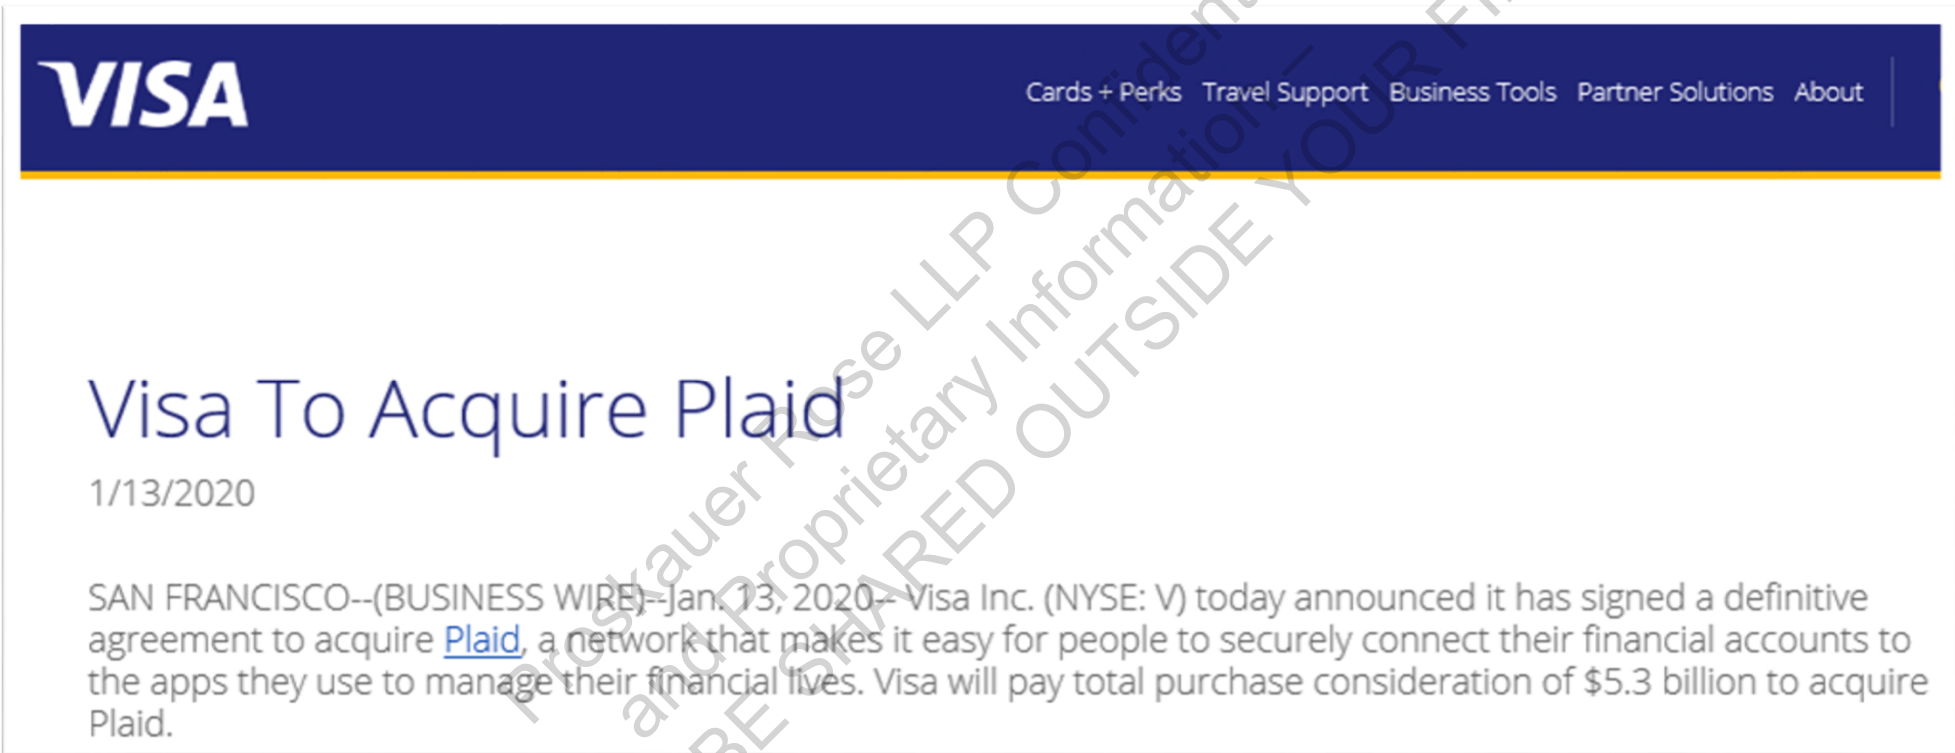 VISA
Cards + Perks Travel Support Business Tools Partner Solutions About
Visa To Acquire Plaid
1/13/2020
SAN FRANCISCO--(BUSINESS WIRE)--Jan. 13, 2020-- Visa Inc. (NYSE: V) today announced it has signed a definitive
agreement to acquire Plaid, a network that makes it easy for people to securely connect their financial accounts to
the apps they use to manage their financial lives. Visa will pay total purchase consideration of $5.3 billion to acquire
Plaid.
Proskauer Rose LLP
and Proprietary Information –
BE SHARED OUTSIDE YOUR